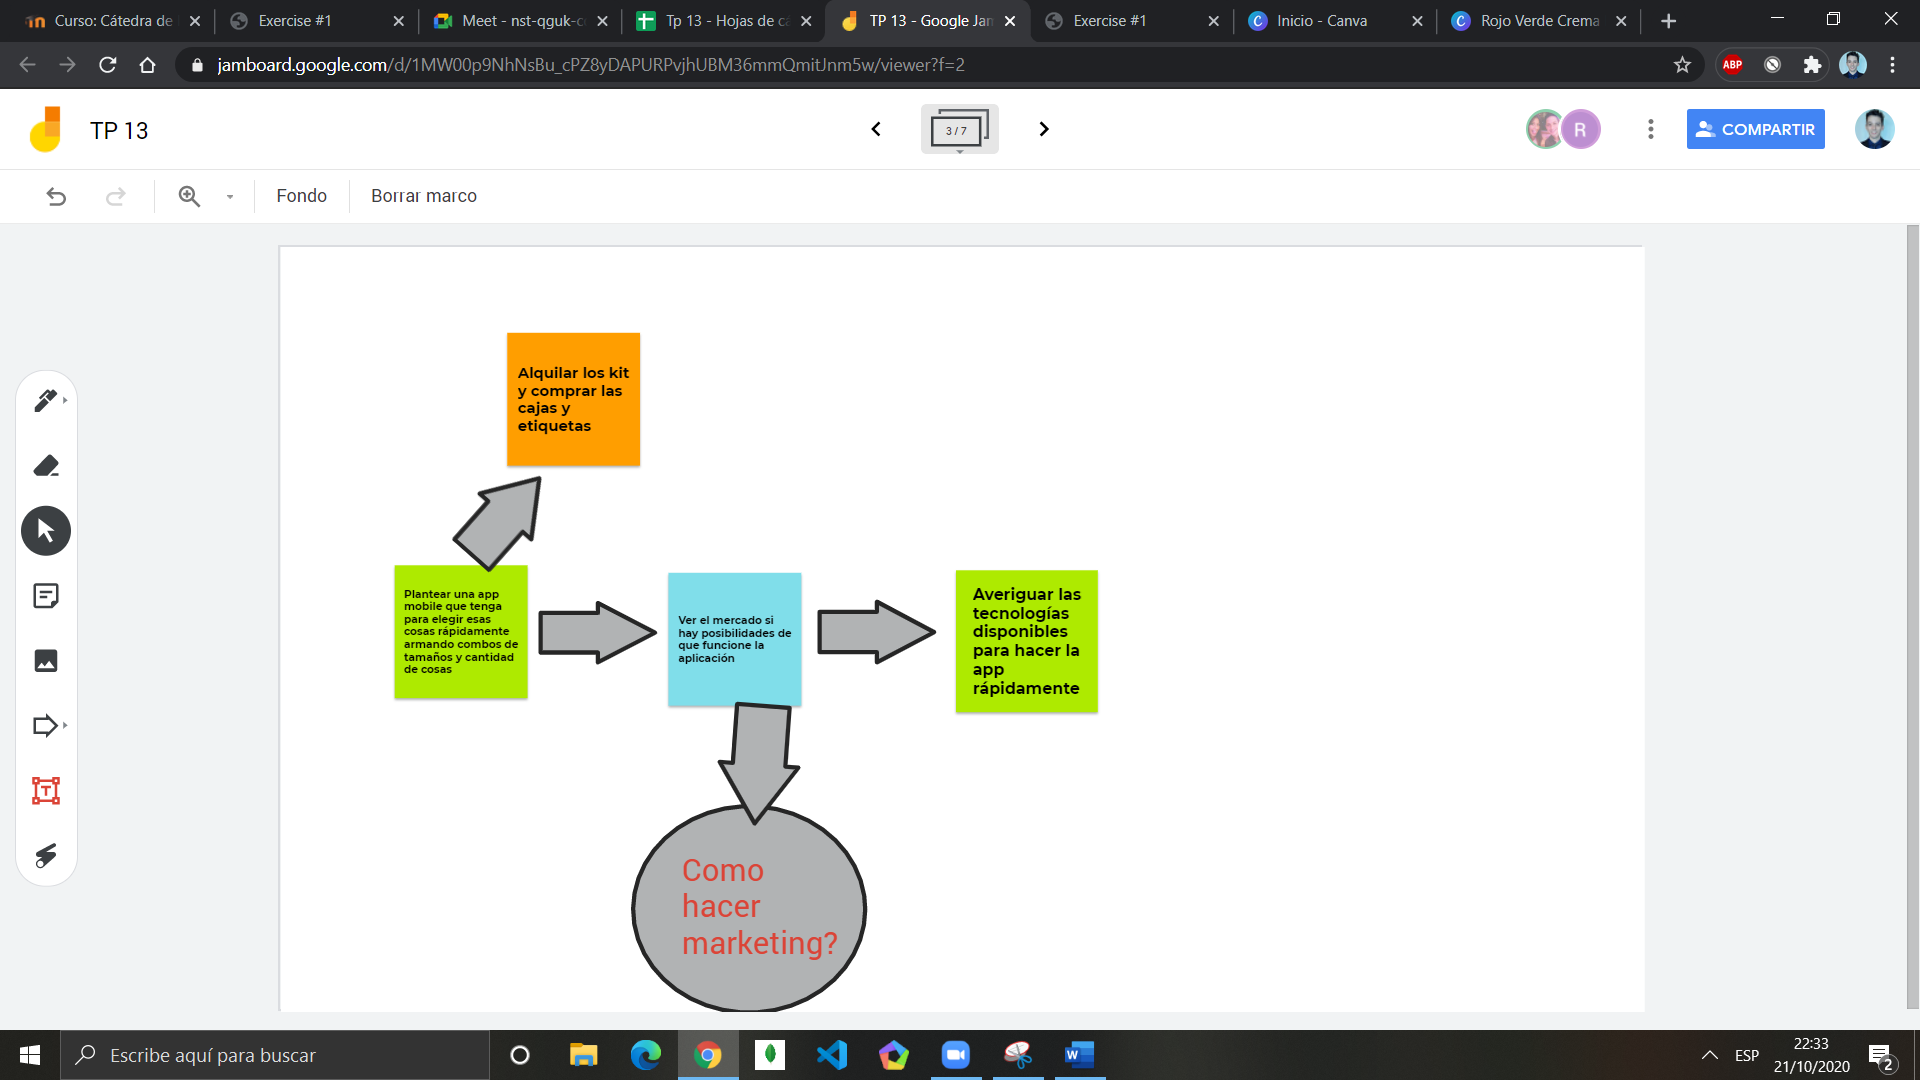 Curso: Cátedra de
Exercise #1
Meet - nst-qguk-c
Tp 13 - Hojas de c
TP 13 - Google Jam
Exercise #1
Inicio - Canva
Rojo Verde Crema
jamboard.google.com/d/1MW00p9NhNsBu_cPZ8yDAPURPvjhUBM36mmQmitJnm5w/viewer?f=2
ABP
TP 13
3 / 7
R
COMPARTIR
Fondo
Borrar marco
Alquilar los kit
y comprar las
cajas y
etiquetas
Plantear una app
mobile que tenga
para elegir esas
cosas rápidamente
armando combos de
tamaños y cantidad
de cosas
Ver el mercado si
hay posibilidades de
que funcione la
aplicación
Averiguar las
tecnologías
disponibles
para hacer la
app
rápidamente
Como
hacer
marketing?
Escribe aquí para buscar
ESP
22:33
21/10/2020
2